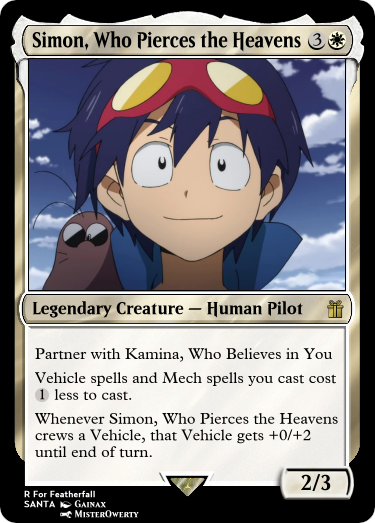 Simon, Who Pierces the Heavens 3
Legendary Creature — Human Pilot
Partner with Kamina, Who Believes in You
Vehicle spells and Mech spells you cast cost
1 less to cast.
Whenever Simon, Who Pierces the Heavens
crews a Vehicle, that Vehicle gets +0/+2
until end of turn.
2/3
R For Featherfall
SANTA Gainax
MisterOwerty